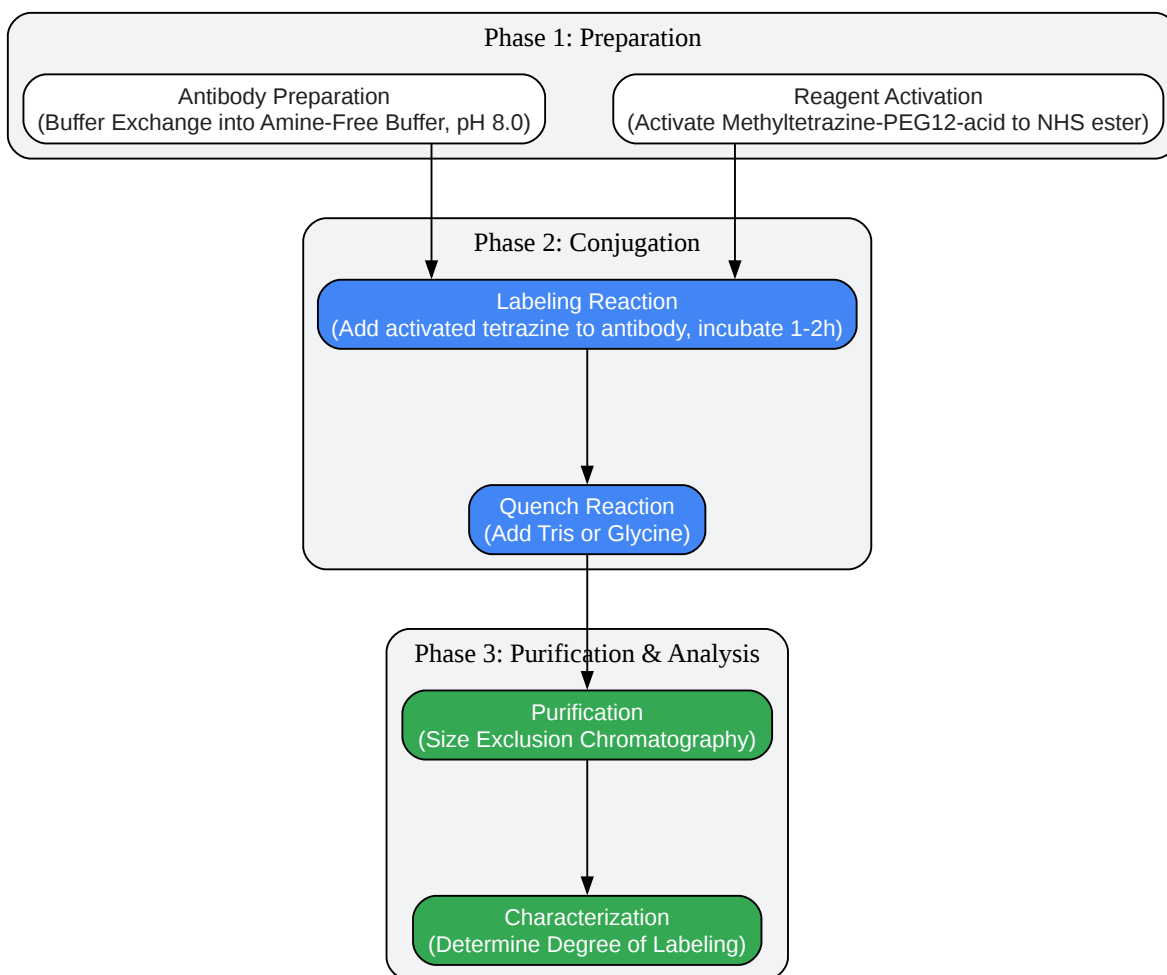 Phase 1: Preparation
Antibody Preparation
(Buffer Exchange into Amine-Free Buffer, pH 8.0)
Reagent Activation
(Activate Methyltetrazine-PEG12-acid to NHS ester)
Phase 2: Conjugation
Labeling Reaction
(Add activated tetrazine to antibody, incubate 1-2h)
Quench Reaction
(Add Tris or Glycine)
Phase 3: Purification & Analysis
Purification
(Size Exclusion Chromatography)
Characterization
(Determine Degree of Labeling)